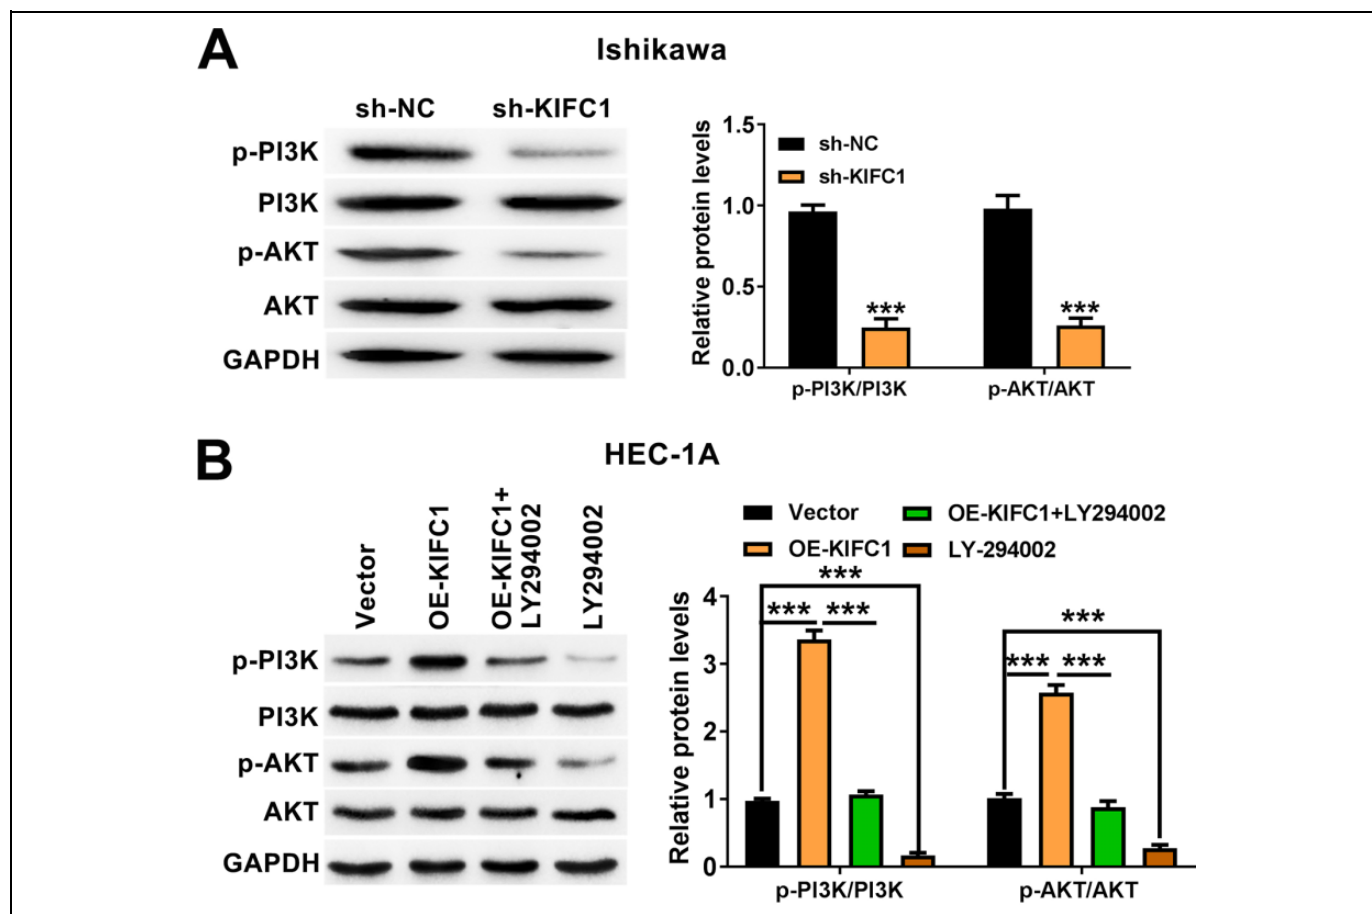 A
Ishikawa
sh-NC
sh-KIFC1
p-PI3K
PI3K
p-AKT
AKT
GAPDH
Relative protein levels
1.5
1.0
0.5
0.0
sh-NC
sh-KIFC1
***
***
p-PI3K/PI3K
p-AKT/AKT
B
HEC-1A
Vector
OE-KIFC1
OE-KIFC1+
LY294002
LY294002
p-PI3K
PI3K
p-AKT
AKT
GAPDH
Vector
OE-KIFC1+LY294002
OE-KIFC1
LY-294002
Relative protein levels
4
3
2
1
0
***
*** ***
***
*** ***
p-PI3K/PI3K
p-AKT/AKT